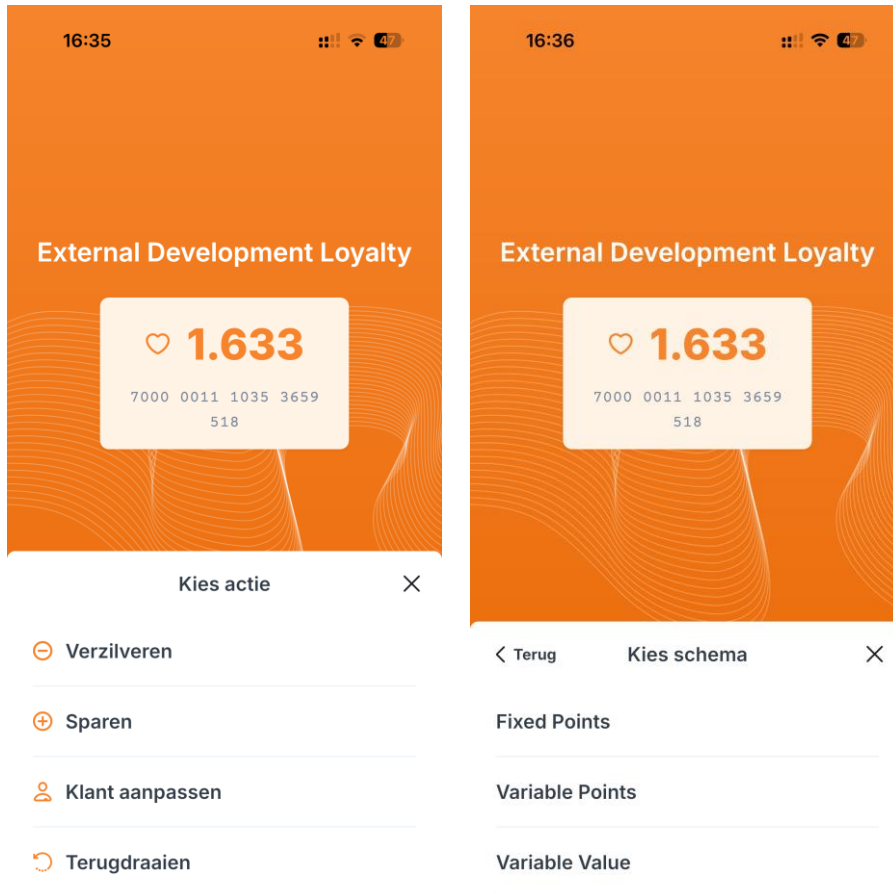 16:35
47
External Development Loyalty
1.633
7000 0011 1035 3659
518
Kies actie
Verzilveren
Sparen
Klant aanpassen
Terugdraaien
16:36
47
External Development Loyalty
1.633
7000 0011 1035 3659
518
Terug
Kies schema
Fixed Points
Variable Points
Variable Value